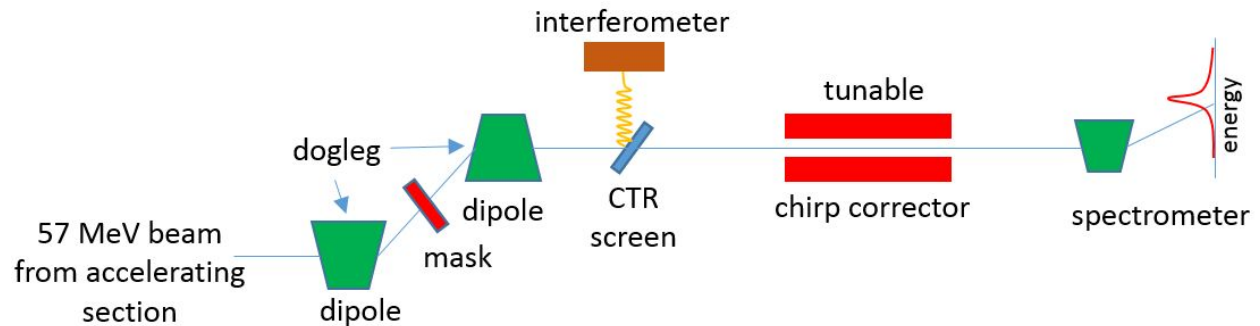 interferometer
tunable
energy
dogleg
dipole
CTR
screen
chirp corrector
spectrometer
57 MeV beam
from accelerating
section
mask
dipole